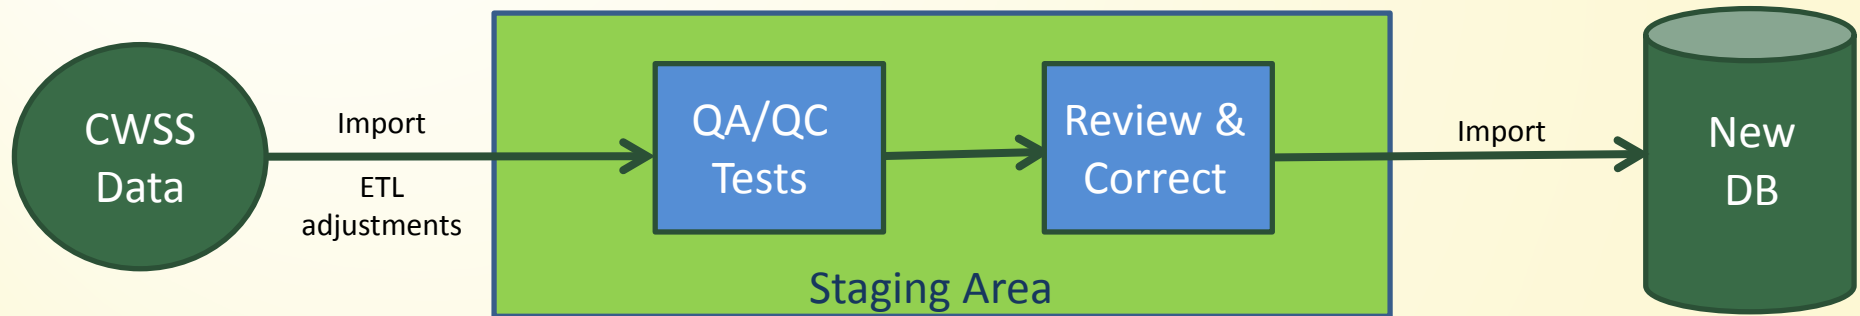 CWSS
Data
Import
ETL
adjustments
QA/QC
Tests
Review &
Correct
Staging Area
Import
New
DB